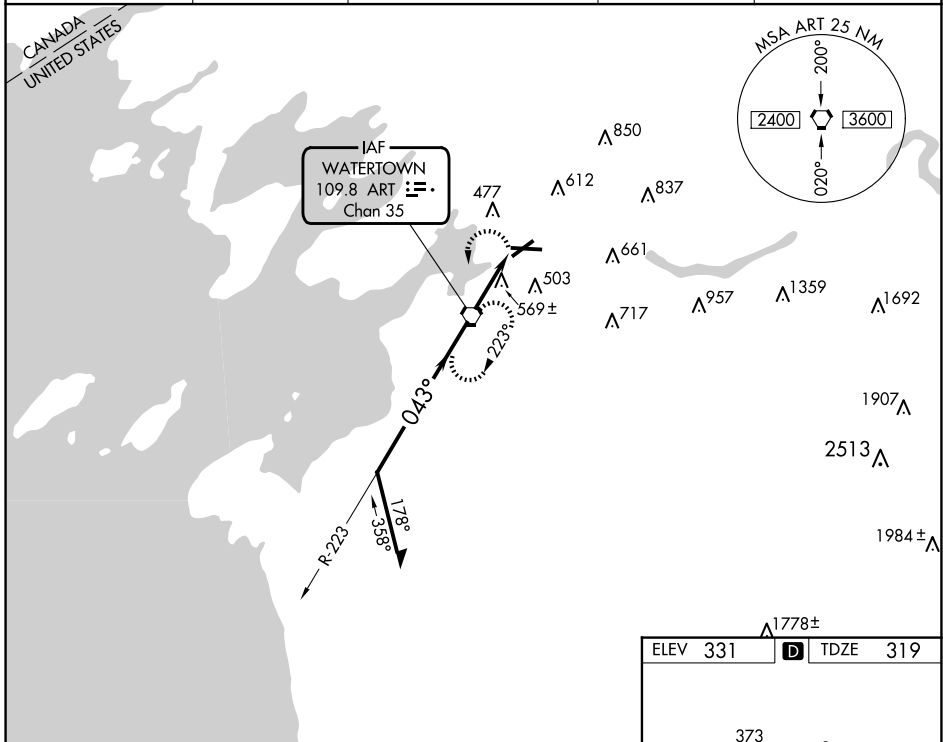 CANADA
UNITED STATES
MSA ART 25 NM
200°
2400
3600
020°
IAF
WATERTOWN
109.8 ART
Chan 35
850
612
837
477
661
503
569±
717
957
1359
1692
223°
043°
1907
2513
178°
358°
R-223
1984±
1778±
ELEV 331 D TDZE 319
373